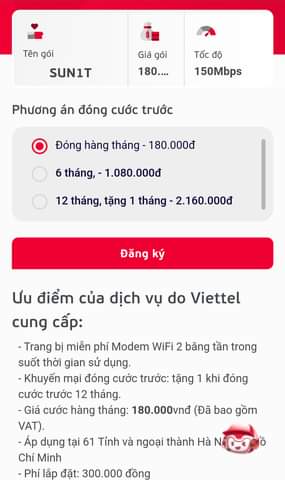 Tên gói
SUN1T
Giá gói
180....
Tốc độ
150Mbps
Phương án đóng cước trước
Đóng hàng tháng - 180.000đ
6 tháng, - 1.080.000đ
12 tháng, tặng 1 tháng - 2.160.000đ
Đăng ký
Ưu điểm của dịch vụ do Viettel
cung cấp:
- Trang bị miễn phí Modem WiFi 2 băng tần trong
suốt thời gian sử dụng.
- Khuyến mại đóng cước trước: tặng 1 khi đóng
cước trước 12 tháng.
- Giá cước hàng tháng: 180.000vnđ (Đã bao gồm
VAT).
- Áp dụng tại 61 Tỉnh và ngoại thành Hà
Chí Minh
- Phí lắp đặt: 300.000 đồng